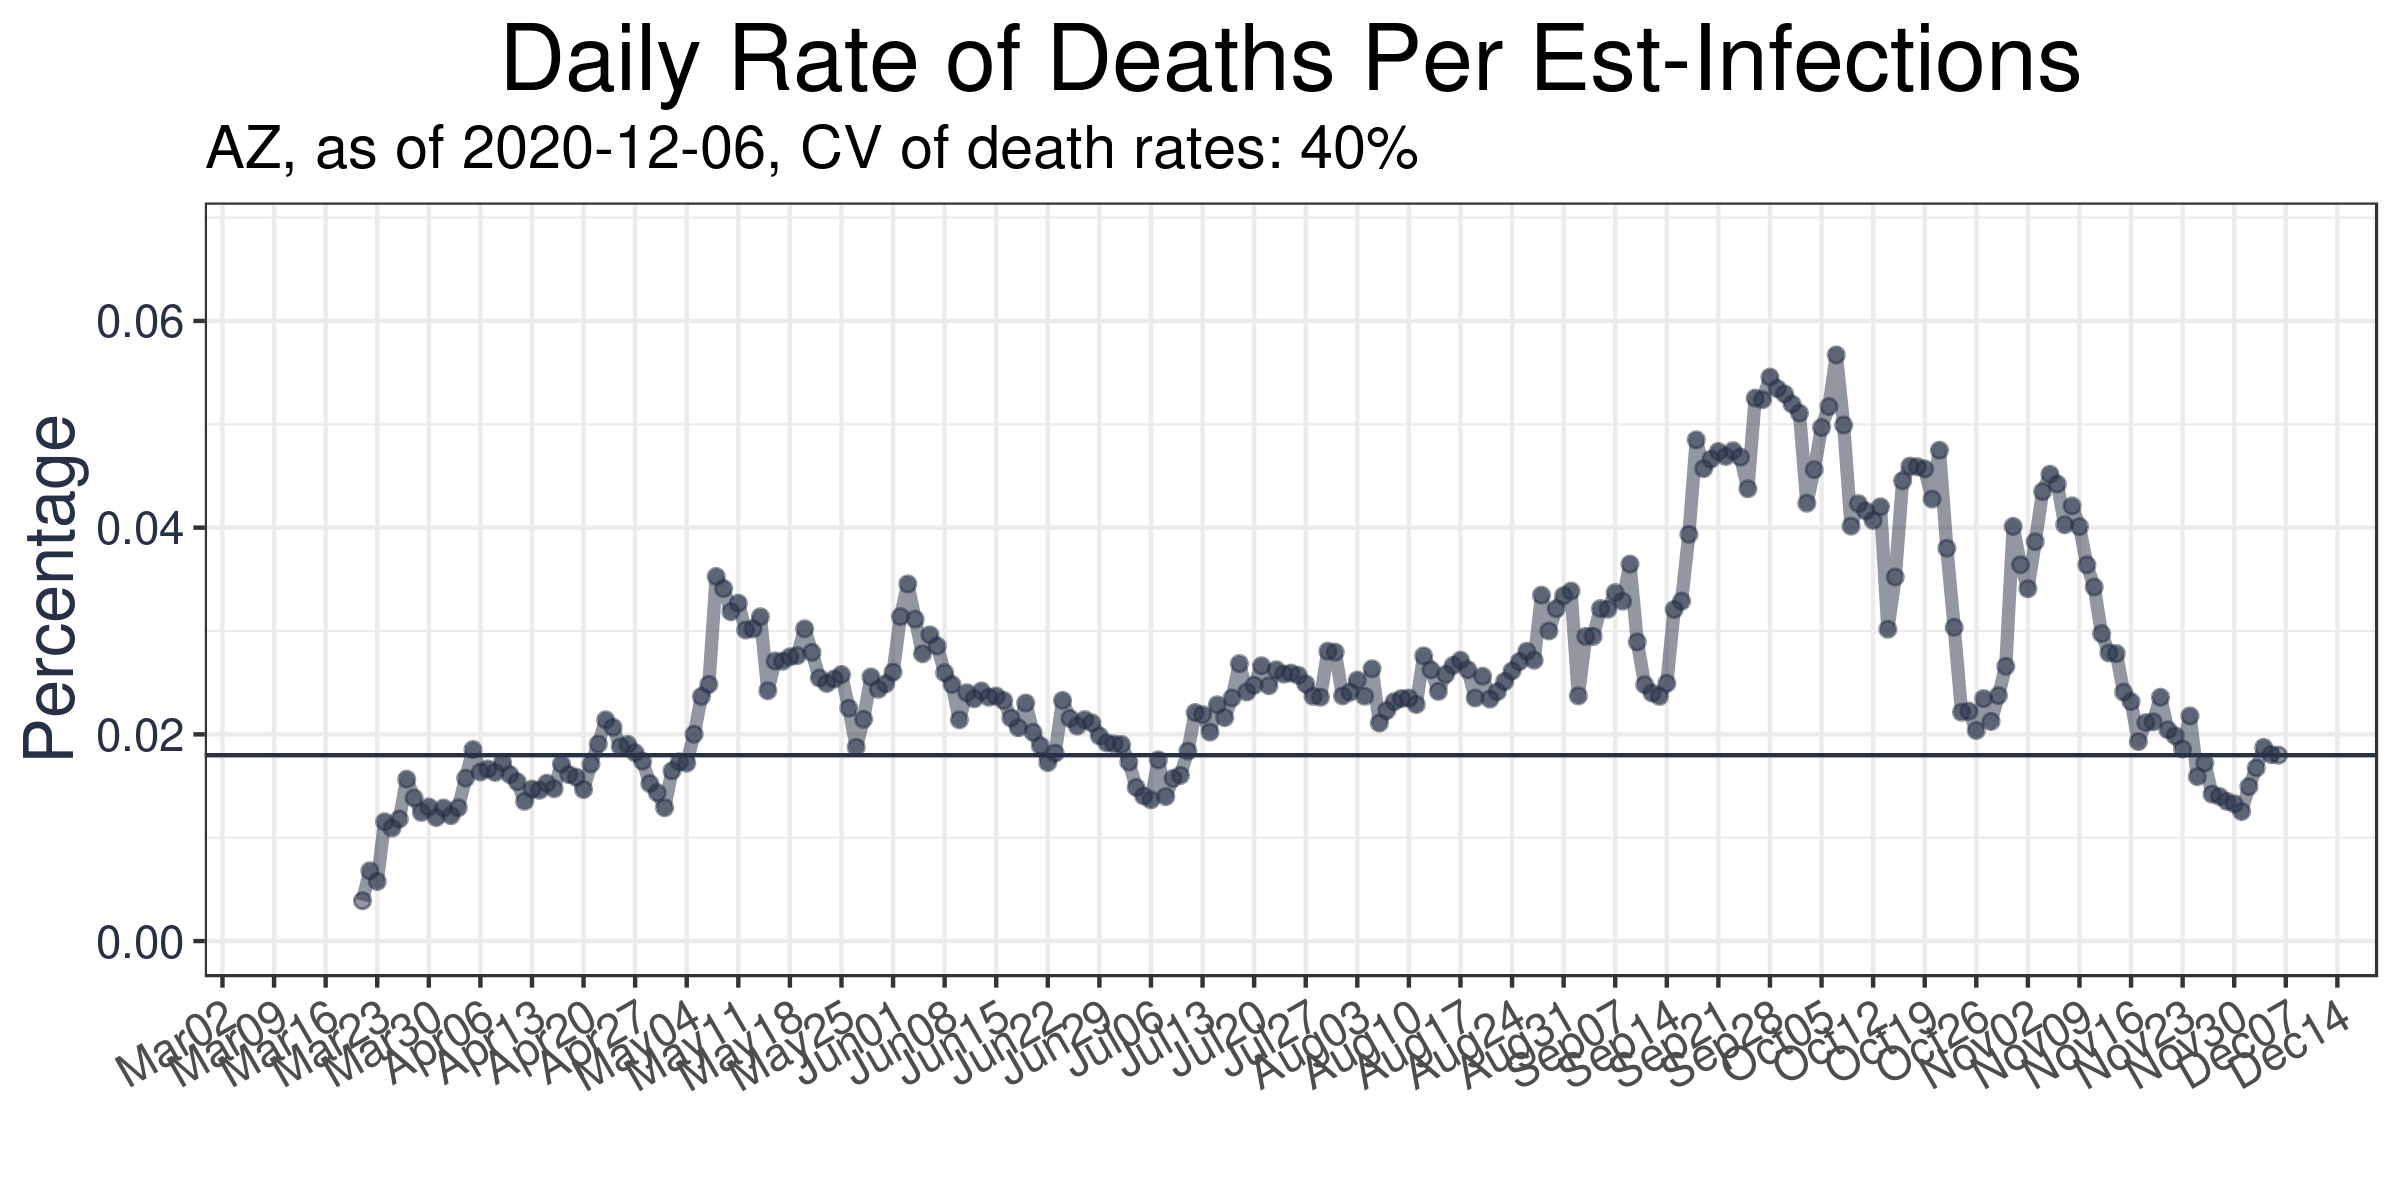 Daily Rate of Deaths Per Est-Infections
AZ, as of 2020-12-06, CV of death rates: 40%
Percentage
0.06
0.04
0.02
0.00
Mar02
Mar09
Mar16
Mar23
Mar30
Apr06
Apr13
Apr20
Apr27
May04
May11
May18
May25
Jun01
Jun08
Jun15
Jun22
Jun29
Jul06
Jul13
Jul20
Jul27
Aug03
Aug10
Aug17
Aug24
Aug31
Sep07
Sep14
Sep21
Sep28
Oct05
Oct12
Oct19
Oct26
Nov02
Nov09
Nov16
Nov23
Nov30
Dec07
Dec14